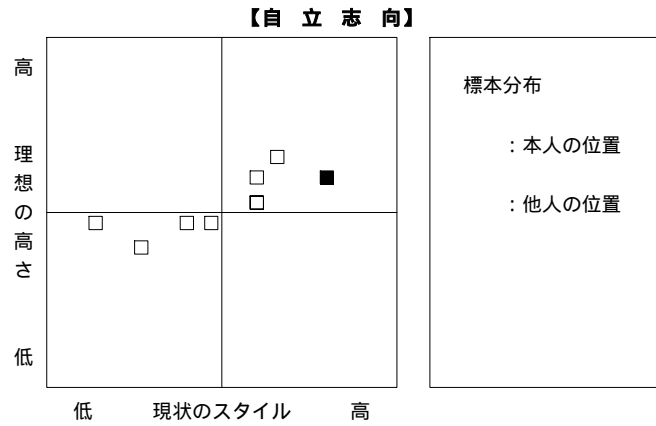 【自 立 志 向】
高
理想の高さ
低
低 現状のスタイル 高
標本分布
：本人の位置
：他人の位置